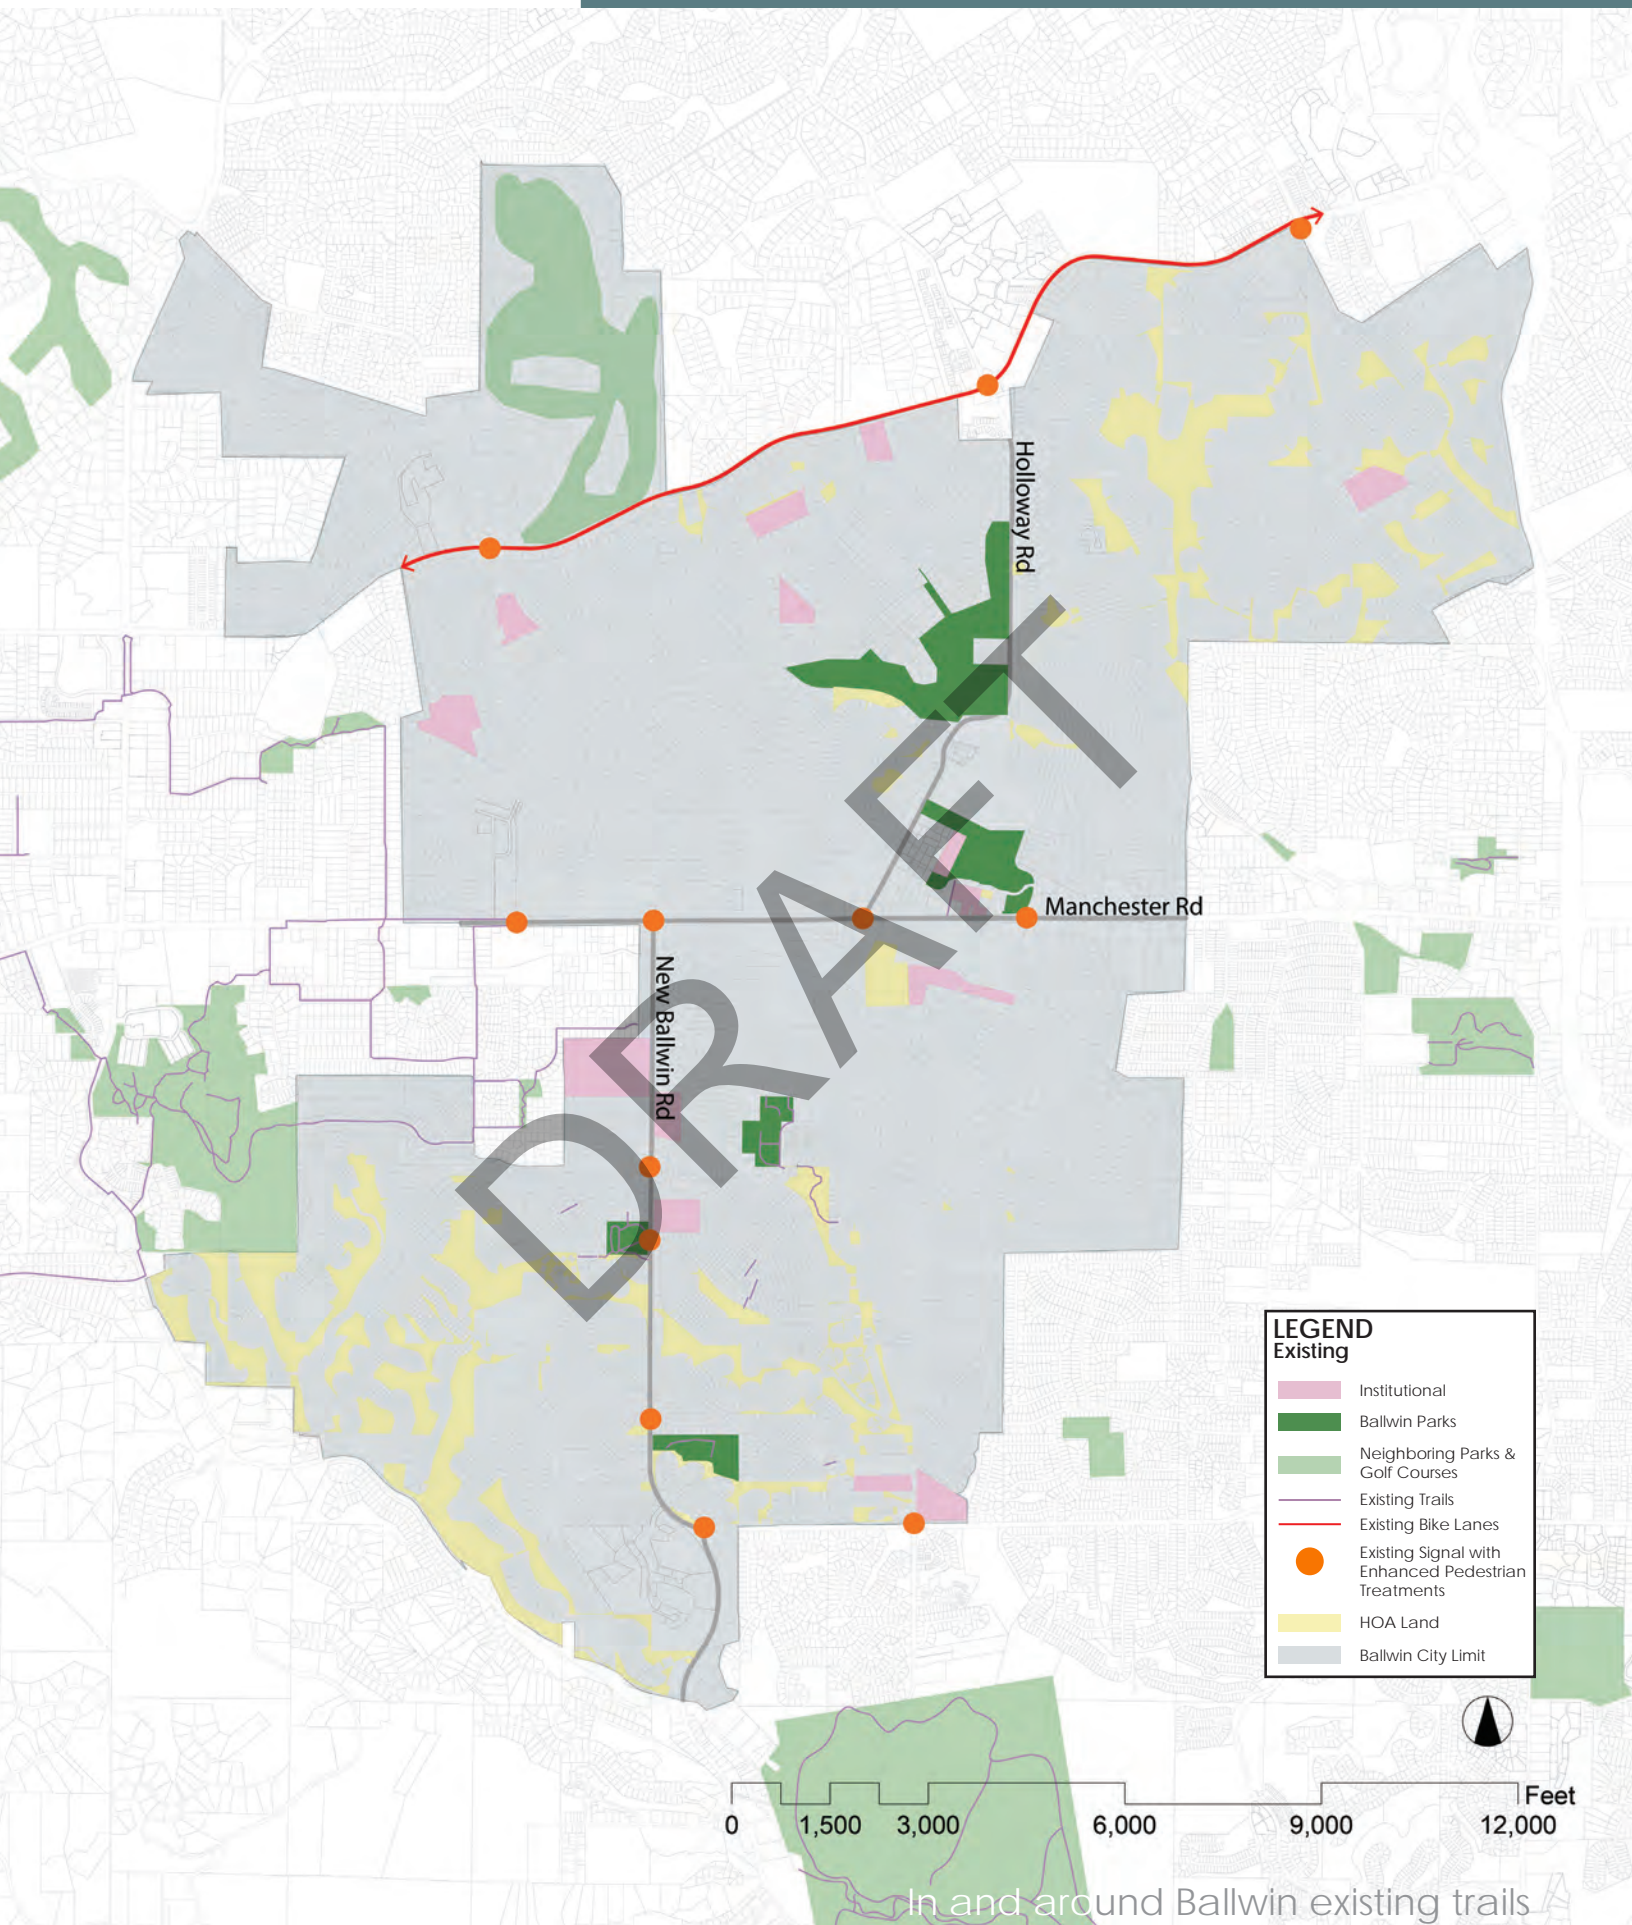 Holloway Rd
DRAFT
Manchester Rd
New Ballwin Rd
LEGEND
Existing
Institutional
Ballwin Parks
Neighboring Parks &
Golf Courses
Existing Trails
Existing Bike Lanes
Existing Signal with
Enhanced Pedestrian
Treatments
HOA Land
Ballwin City Limit
Feet
0 1,500 3,000 6,000 9,000 12,000
In and around Ballwin existing trails